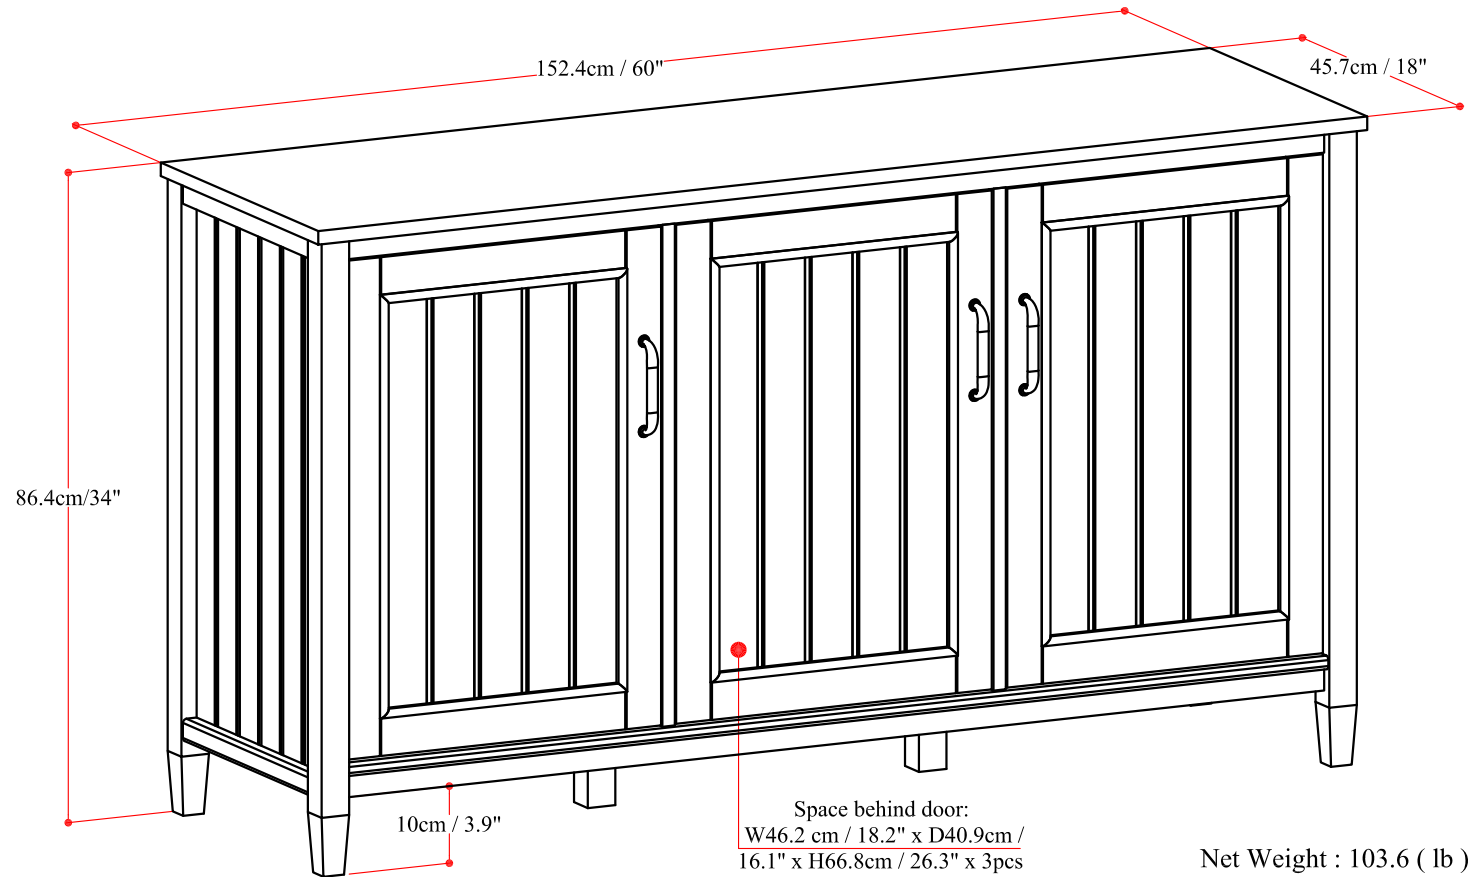 152.4cm / 60"
45.7cm / 18"
86.4cm/34"
10cm / 3.9"
Space behind door:
W46.2 cm / 18.2" x D40.9cm /
16.1" x H66.8cm / 26.3" x 3pcs
Net Weight : 103.6 ( lb )